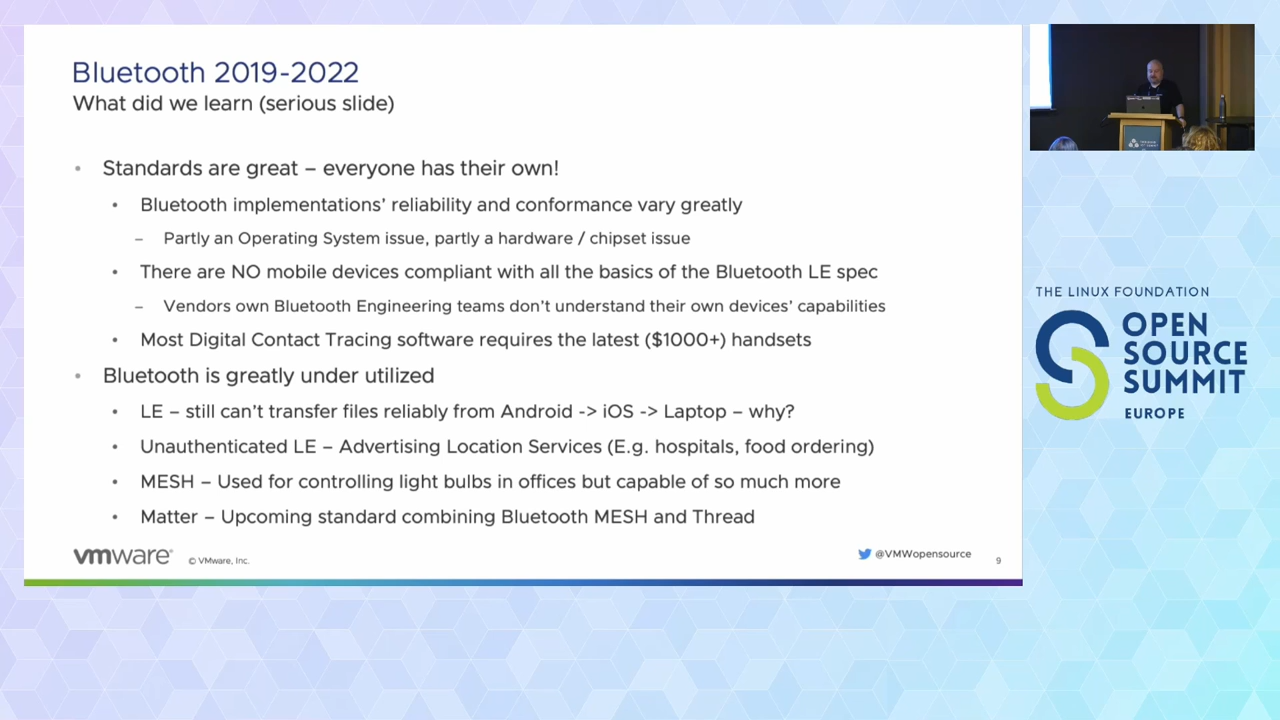 Bluetooth 2019-2022
What did we learn (serious slide)
• Standards are great – everyone has their own!
• Bluetooth implementations’ reliability and conformance vary greatly
– Partly an Operating System issue, partly a hardware / chipset issue
• There are NO mobile devices compliant with all the basics of the Bluetooth LE spec
– Vendors own Bluetooth Engineering teams don’t understand their own devices’ capabilities
• Most Digital Contact Tracing software requires the latest ($1000+) handsets
• Bluetooth is greatly under utilized
• LE – still can’t transfer files reliably from Android -> iOS -> Laptop – why?
• Unauthenticated LE – Advertising Location Services (E.g. hospitals, food ordering)
• MESH – Used for controlling light bulbs in offices but capable of so much more
• Matter – Upcoming standard combining Bluetooth MESH and Thread
vmware® © VMware, Inc. @VMWopensource 9
THE LINUX FOUNDATION
OPEN
SOURCE
SUMMIT
EUROPE